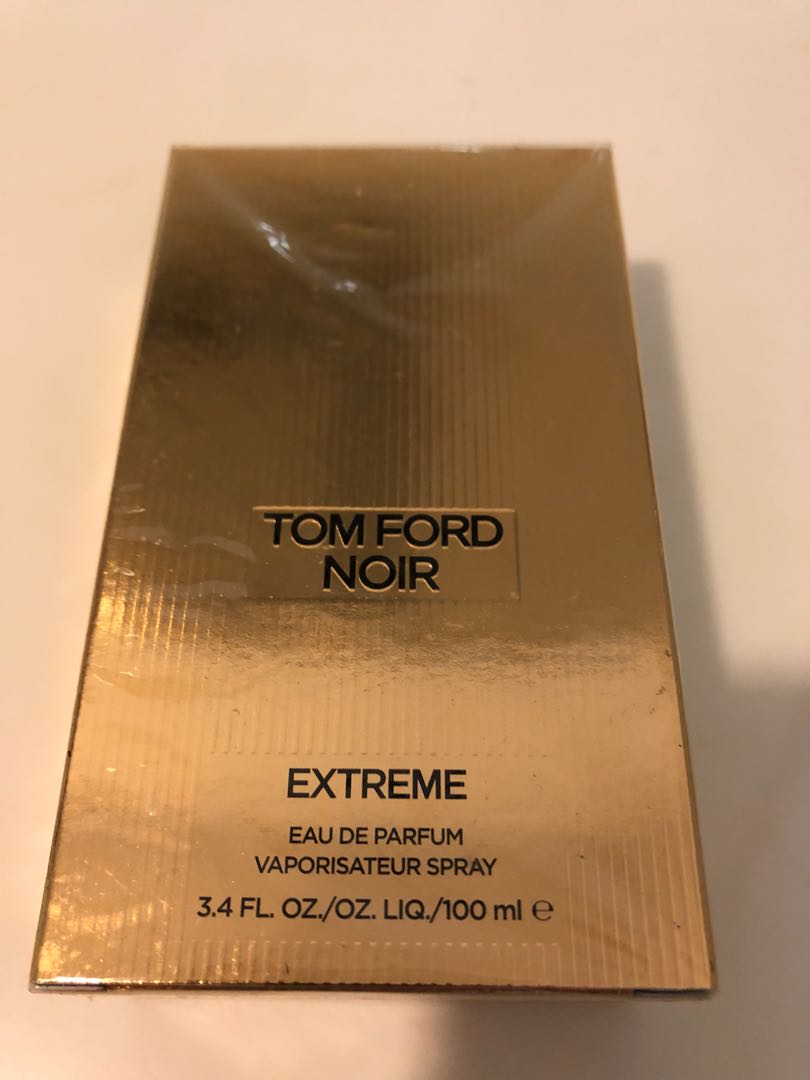 TOM FORD
NOIR
EXTREME
EAU DE PARFUM
VAPORISATEUR SPRAY
3.4 FL. OZ./OZ. LIQ./100 ml ℮